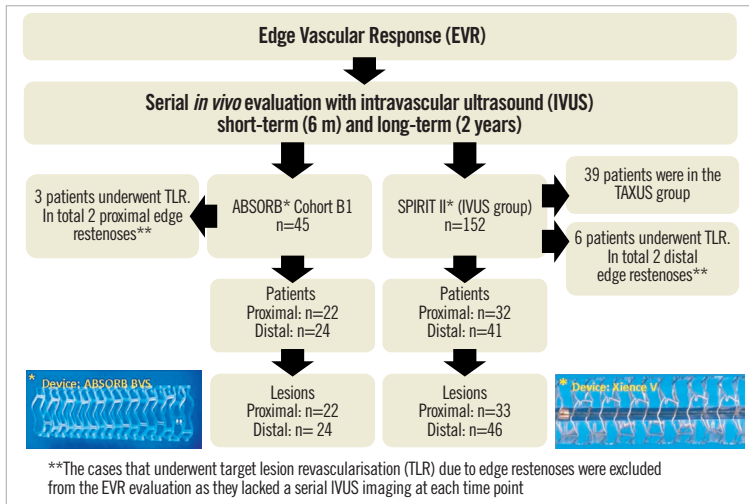 Edge Vascular Response (EVR)
Serial in vivo evaluation with intravascular ultrasound (IVUS)
short-term (6 m) and long-term (2 years)
3 patients underwent TLR.
In total 2 proximal edge
restenoses**
ABSORB* Cohort B1
n=45
SPIRIT II* (IVUS group)
n=152
39 patients were in the
TAXUS group
6 patients underwent TLR.
In total 2 distal
edge restenoses**
Patients
Proximal: n=22
Distal: n=24
Patients
Proximal: n=32
Distal: n=41
* Device: ABSORB BVS
Lesions
Proximal: n=22
Distal: n= 24
Lesions
Proximal: n=33
Distal: n=46
* Device: Xience V
**The cases that underwent target lesion revascularisation (TLR) due to edge restenoses were excluded
from the EVR evaluation as they lacked a serial IVUS imaging at each time point